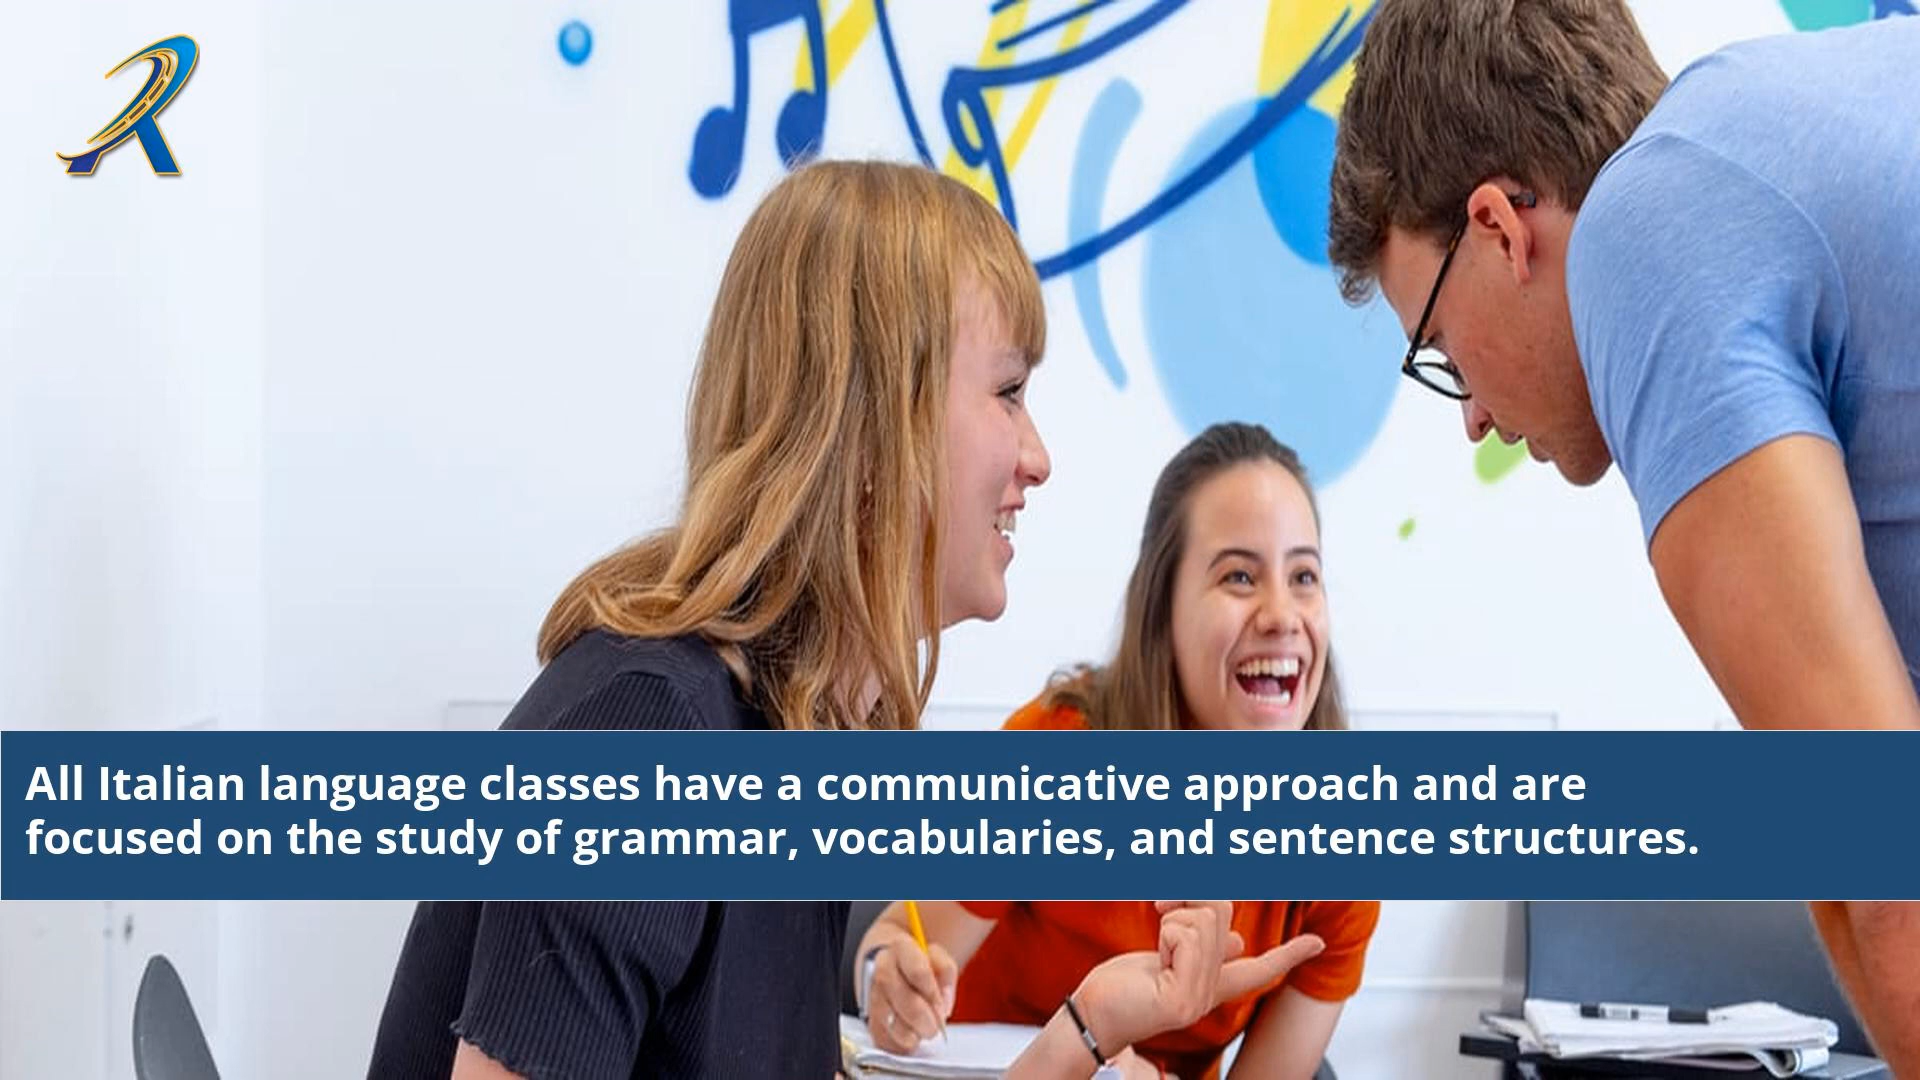 All Italian language classes have a communicative approach and are
focused on the study of grammar, vocabularies, and sentence structures.